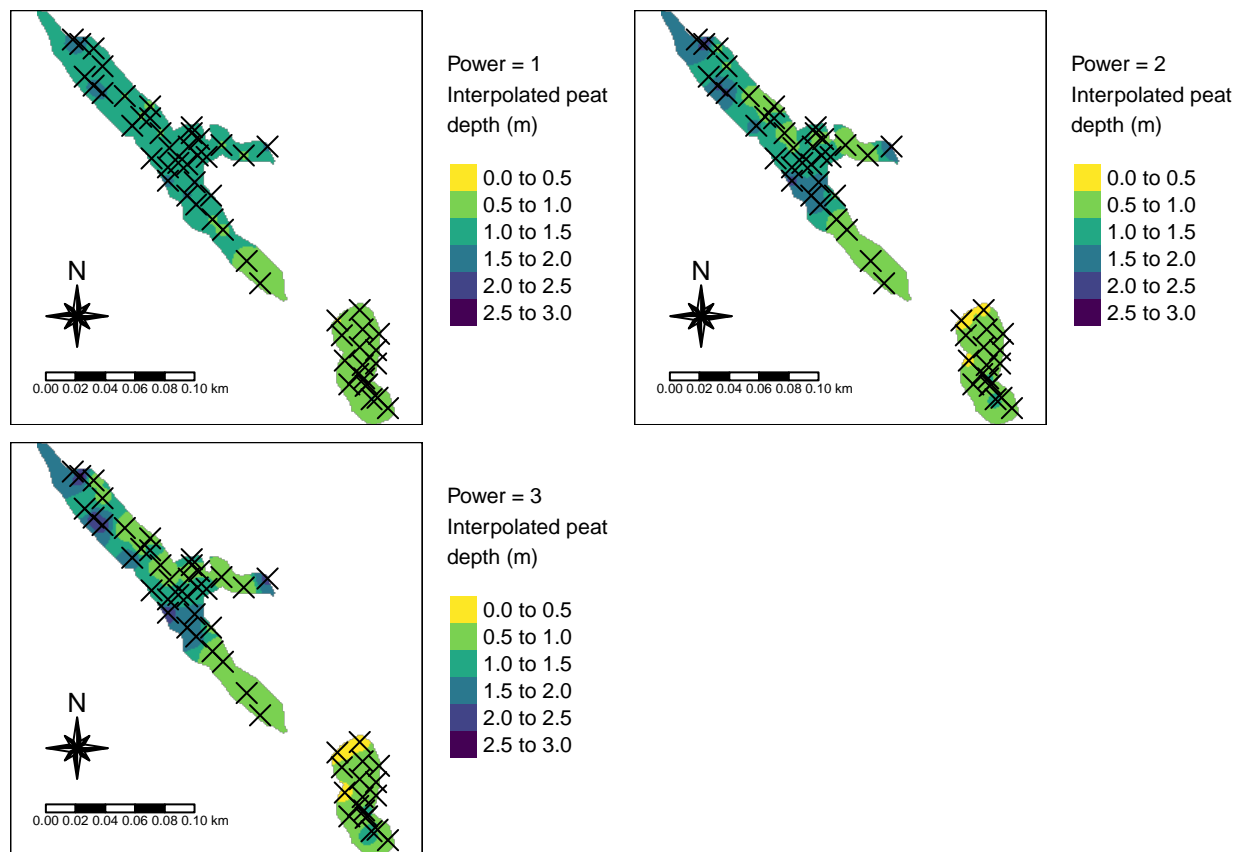 Power = 1
Interpolated peat
depth (m)
0.0 to 0.5
0.5 to 1.0
1.0 to 1.5
1.5 to 2.0
2.0 to 2.5
2.5 to 3.0
N
0.00 0.02 0.04 0.06 0.08 0.10 km
Power = 2
Interpolated peat
depth (m)
0.0 to 0.5
0.5 to 1.0
1.0 to 1.5
1.5 to 2.0
2.0 to 2.5
2.5 to 3.0
N
0.00 0.02 0.04 0.06 0.08 0.10 km
Power = 3
Interpolated peat
depth (m)
0.0 to 0.5
0.5 to 1.0
1.0 to 1.5
1.5 to 2.0
2.0 to 2.5
2.5 to 3.0
N
0.00 0.02 0.04 0.06 0.08 0.10 km